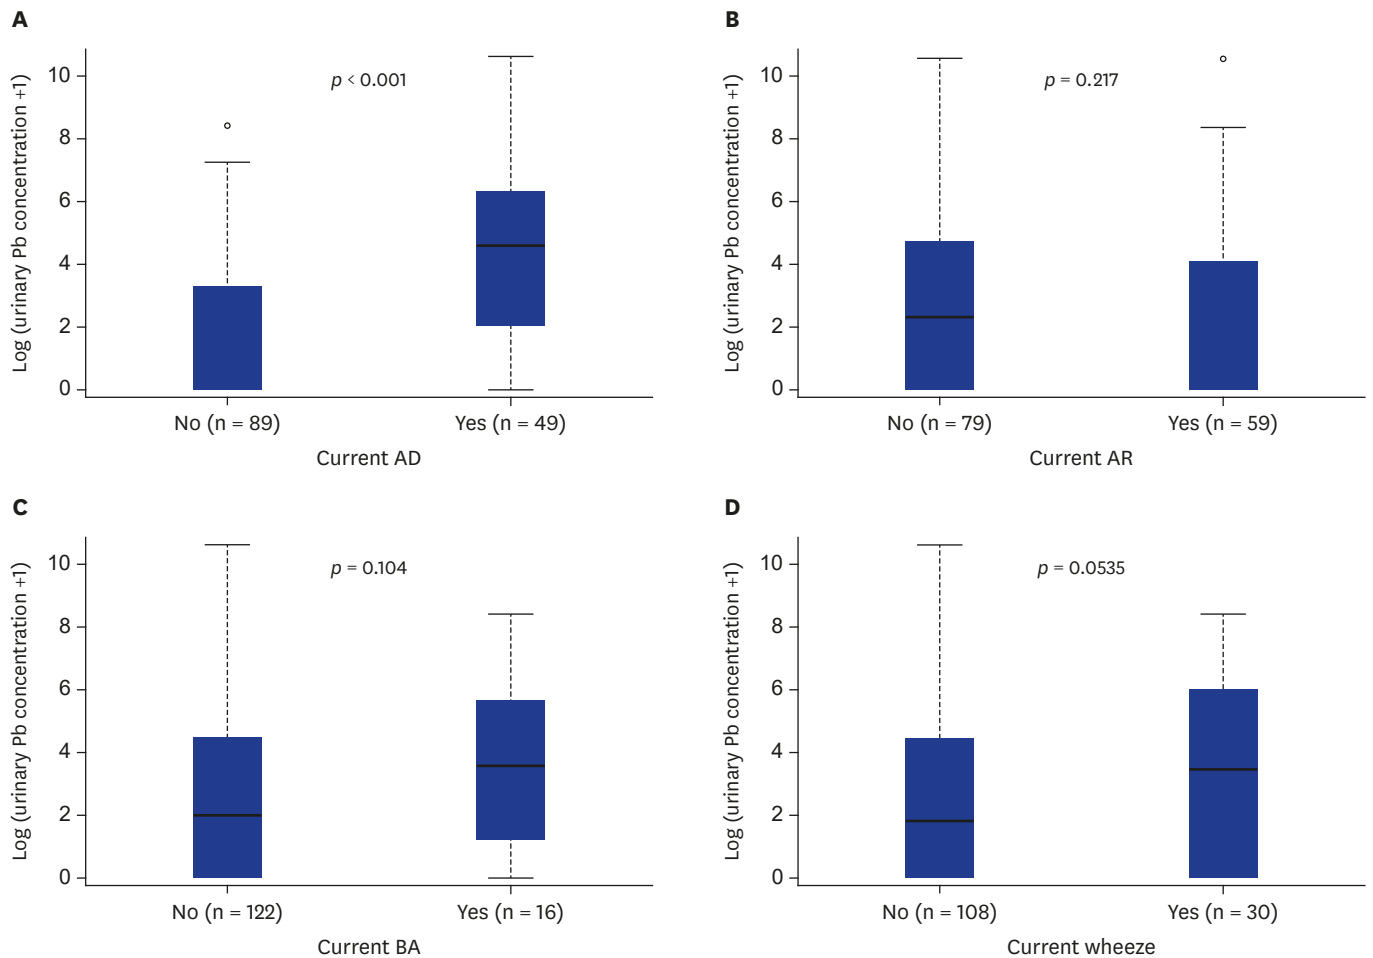 A
Log (urinary Pb concentration +1)
10
8
6
4
2
0
p < 0.001
No (n = 89)
Yes (n = 49)
Current AD
B
Log (urinary Pb concentration +1)
10
8
6
4
2
0
p = 0.217
No (n = 79)
Yes (n = 59)
Current AR
C
Log (urinary Pb concentration +1)
10
8
6
4
2
0
p = 0.104
No (n = 122)
Yes (n = 16)
Current BA
D
Log (urinary Pb concentration +1)
10
8
6
4
2
0
p = 0.0535
No (n = 108)
Yes (n = 30)
Current wheeze